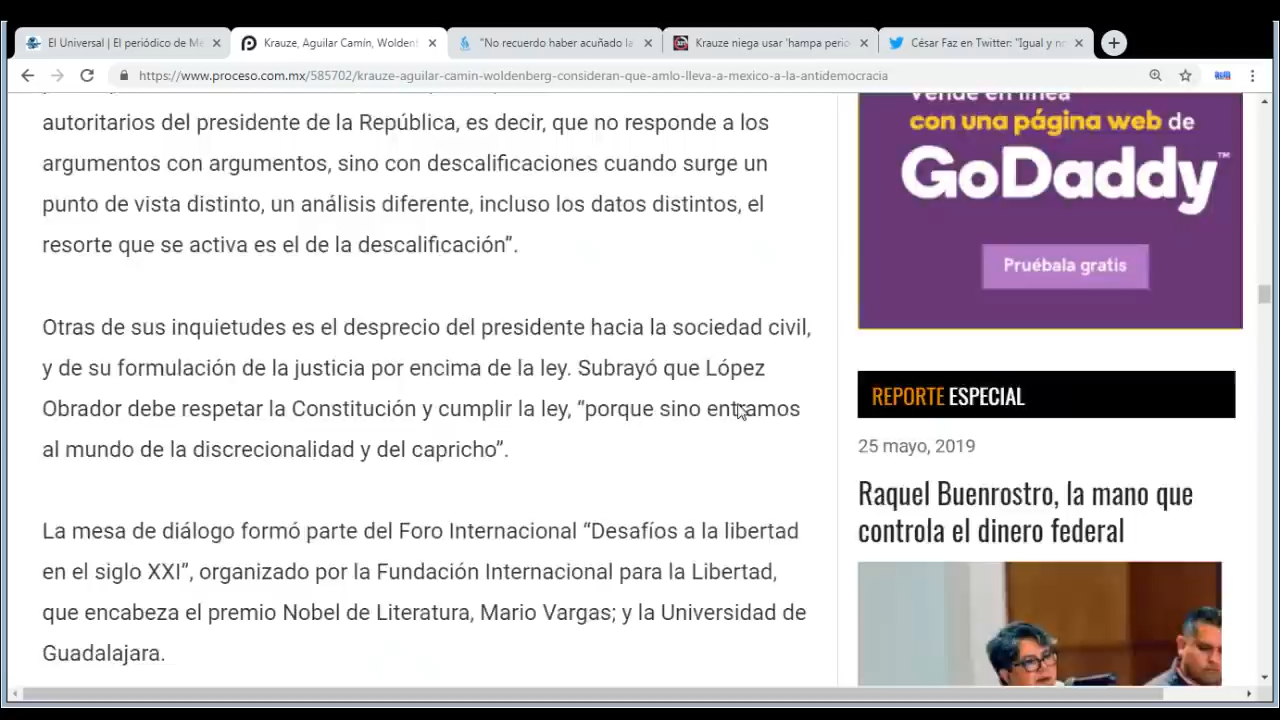 El Universal | El periódico de Mé
Krauze, Aguilar Camín, Woldenb
"No recuerdo haber acuñado la
Krauze niega usar 'hampa perio
César Faz en Twitter: "Igual y no
https://www.proceso.com.mx/585702/krauze-aguilar-camin-woldenberg-consideran-que-amlo-lleva-a-mexico-a-la-antidemocracia
autoritarios del presidente de la República, es decir, que no responde a los
argumentos con argumentos, sino con descalificaciones cuando surge un
punto de vista distinto, un análisis diferente, incluso los datos distintos, el
resorte que se activa es el de la descalificación”.
Otras de sus inquietudes es el desprecio del presidente hacia la sociedad civil,
y de su formulación de la justicia por encima de la ley. Subrayó que López
Obrador debe respetar la Constitución y cumplir la ley, “porque sino entramos
al mundo de la discrecionalidad y del capricho”.
La mesa de diálogo formó parte del Foro Internacional “Desafíos a la libertad
en el siglo XXI”, organizado por la Fundación Internacional para la Libertad,
que encabeza el premio Nobel de Literatura, Mario Vargas; y la Universidad de
Guadalajara.
Vende en línea
con una página web de
GoDaddy™
Pruébala gratis
REPORTE ESPECIAL
25 mayo, 2019
Raquel Buenrostro, la mano que
controla el dinero federal